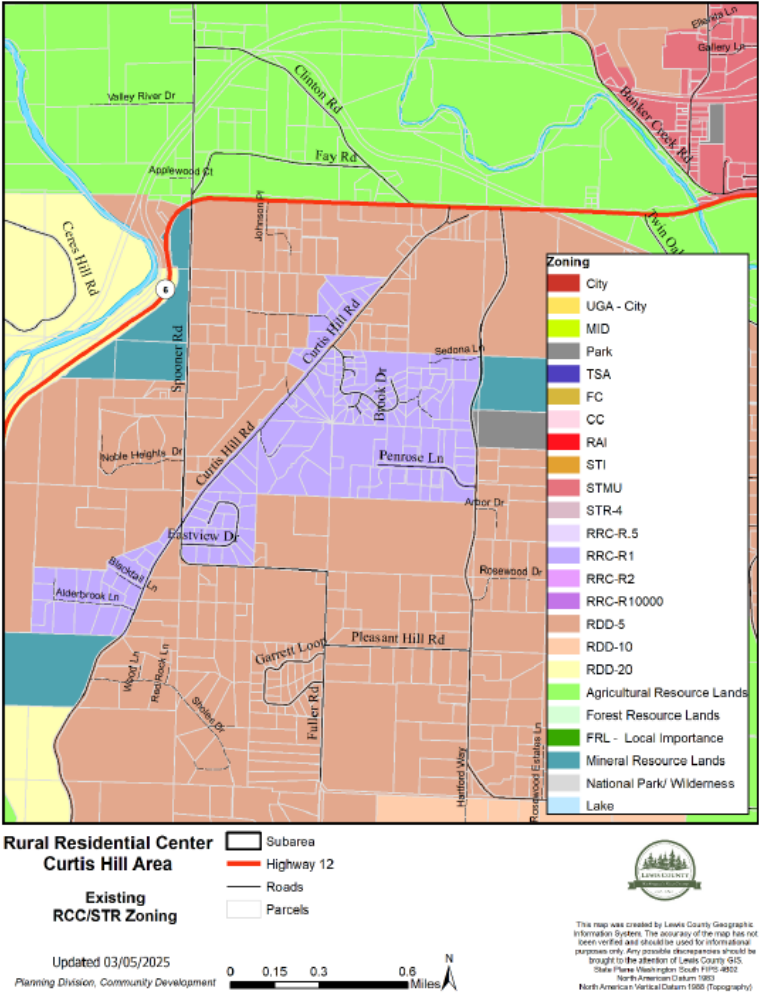 Ellenda Ln
Gallery Ln
Bunker Creek Rd
Clinton Rd
Valley River Dr
Fay Rd
Applewood Ct
Johnson Pl
Twin Oak
Ceres Hill Rd
6
Spooner Rd
Curtis Hill Rd
Sedona Ln
Brook Dr
Noble Heights Dr
Curtis Hill Rd
Penrose Ln
Arbor Dr
Eastview Dr
Blacktail Ln
Rosewood Dr
Alderbrook Ln
Pleasant Hill Rd
Garrett Loop
Wood Ln
Red Rock Ln
Sholes Dr
Fuller Rd
Hartford Way
Rosewood Estates Ln
Zoning
City
UGA - City
MID
Park
TSA
FC
CC
RAI
STI
STMU
STR-4
RRC-R.5
RRC-R1
RRC-R2
RRC-R10000
RDD-5
RDD-10
RDD-20
Agricultural Resource Lands
Forest Resource Lands
FRL - Local Importance
Mineral Resource Lands
National Park/ Wilderness
Lake
Rural Residential Center
Curtis Hill Area
Existing
RCC/STR Zoning
Updated 03/05/2025
Planning Division, Community Development
Subarea
Highway 12
Roads
Parcels
0 0.15 0.3 0.6
Miles
N
LEWIS COUNTY
This map was created by Lewis County Geographic
Information System. The accuracy of the map has not
been verified and should be used for informational
purposes only. Any possible discrepancies should be
brought to the attention of Lewis County GIS.
State Plane Washington South FIPS 4602
North American Datum 1983
North American Vertical Datum 1988 (Topography)